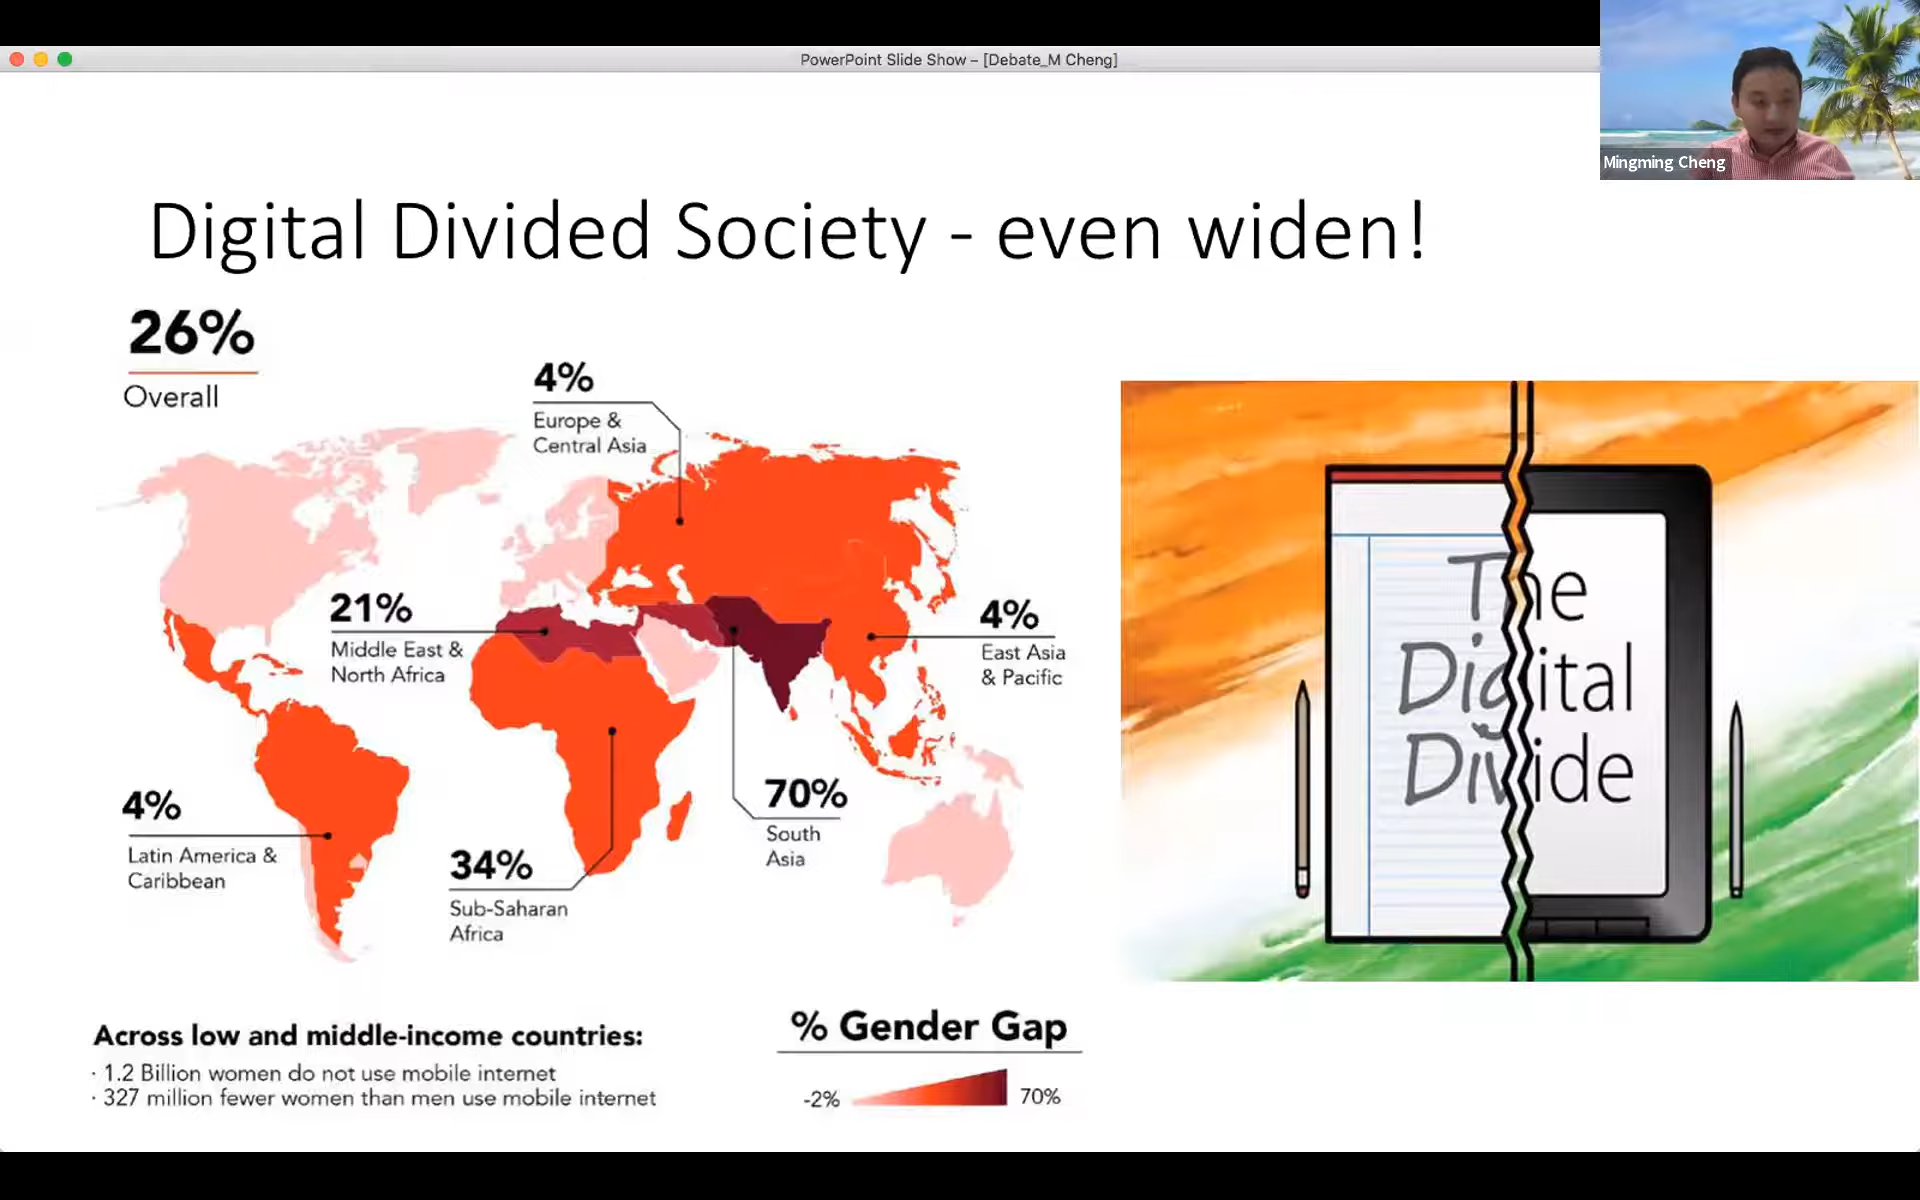 PowerPoint Slide Show – [Debate_M Cheng]
Mingming Cheng
Digital Divided Society - even widen!
26%
Overall
4%
Europe &
Central Asia
21%
Middle East &
North Africa
4%
East Asia
& Pacific
4%
Latin America &
Caribbean
34%
Sub-Saharan
Africa
70%
South
Asia
Across low and middle-income countries:
· 1.2 Billion women do not use mobile internet
· 327 million fewer women than men use mobile internet
% Gender Gap
-2%
70%
The
Digital
Divide